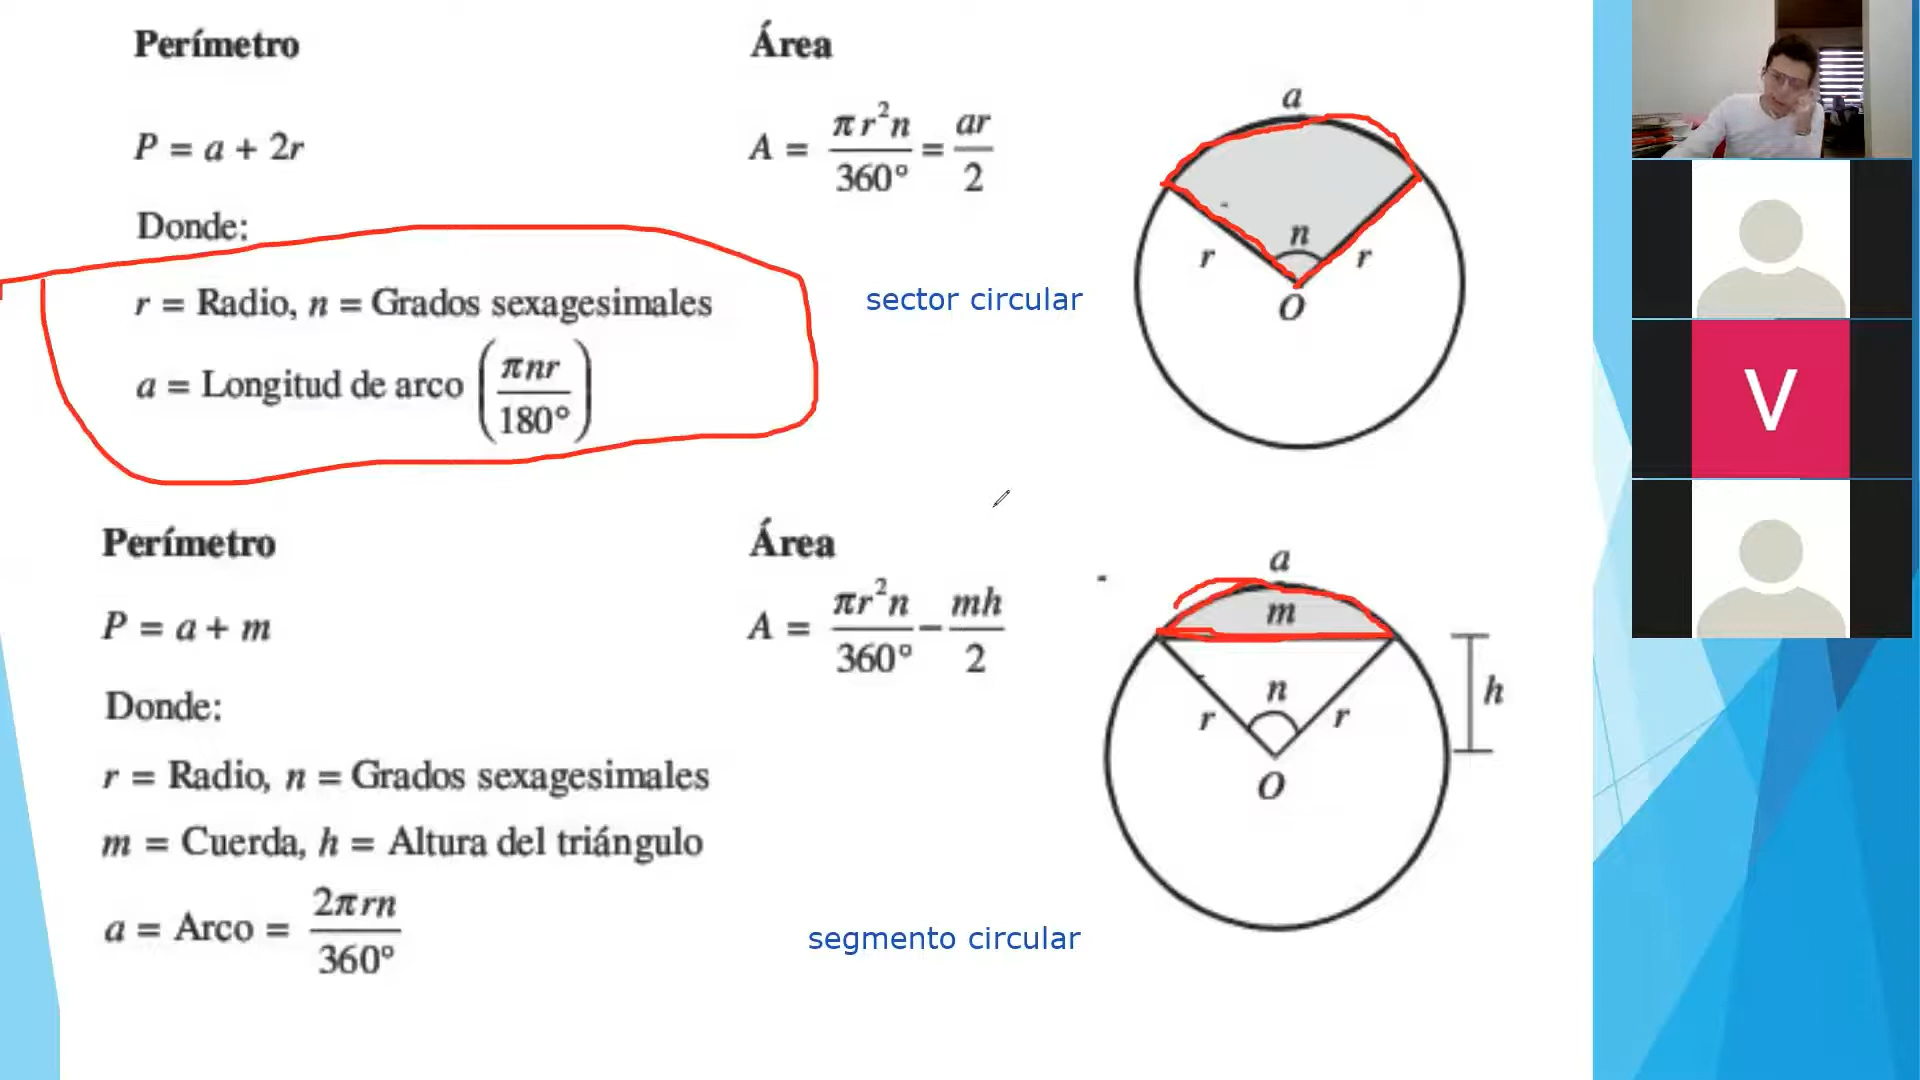 Perímetro
Área
P = a + 2r
A = πr²n/360° = ar/2
Donde:
r = Radio, n = Grados sexagesimales
a = Longitud de arco (πnr/180°)
sector circular
a
n
r
r
O
Perímetro
Área
P = a + m
A = πr²n/360° − mh/2
Donde:
r = Radio, n = Grados sexagesimales
m = Cuerda, h = Altura del triángulo
a = Arco = 2πrn/360°
segmento circular
a
m
n
r
r
O
h
V